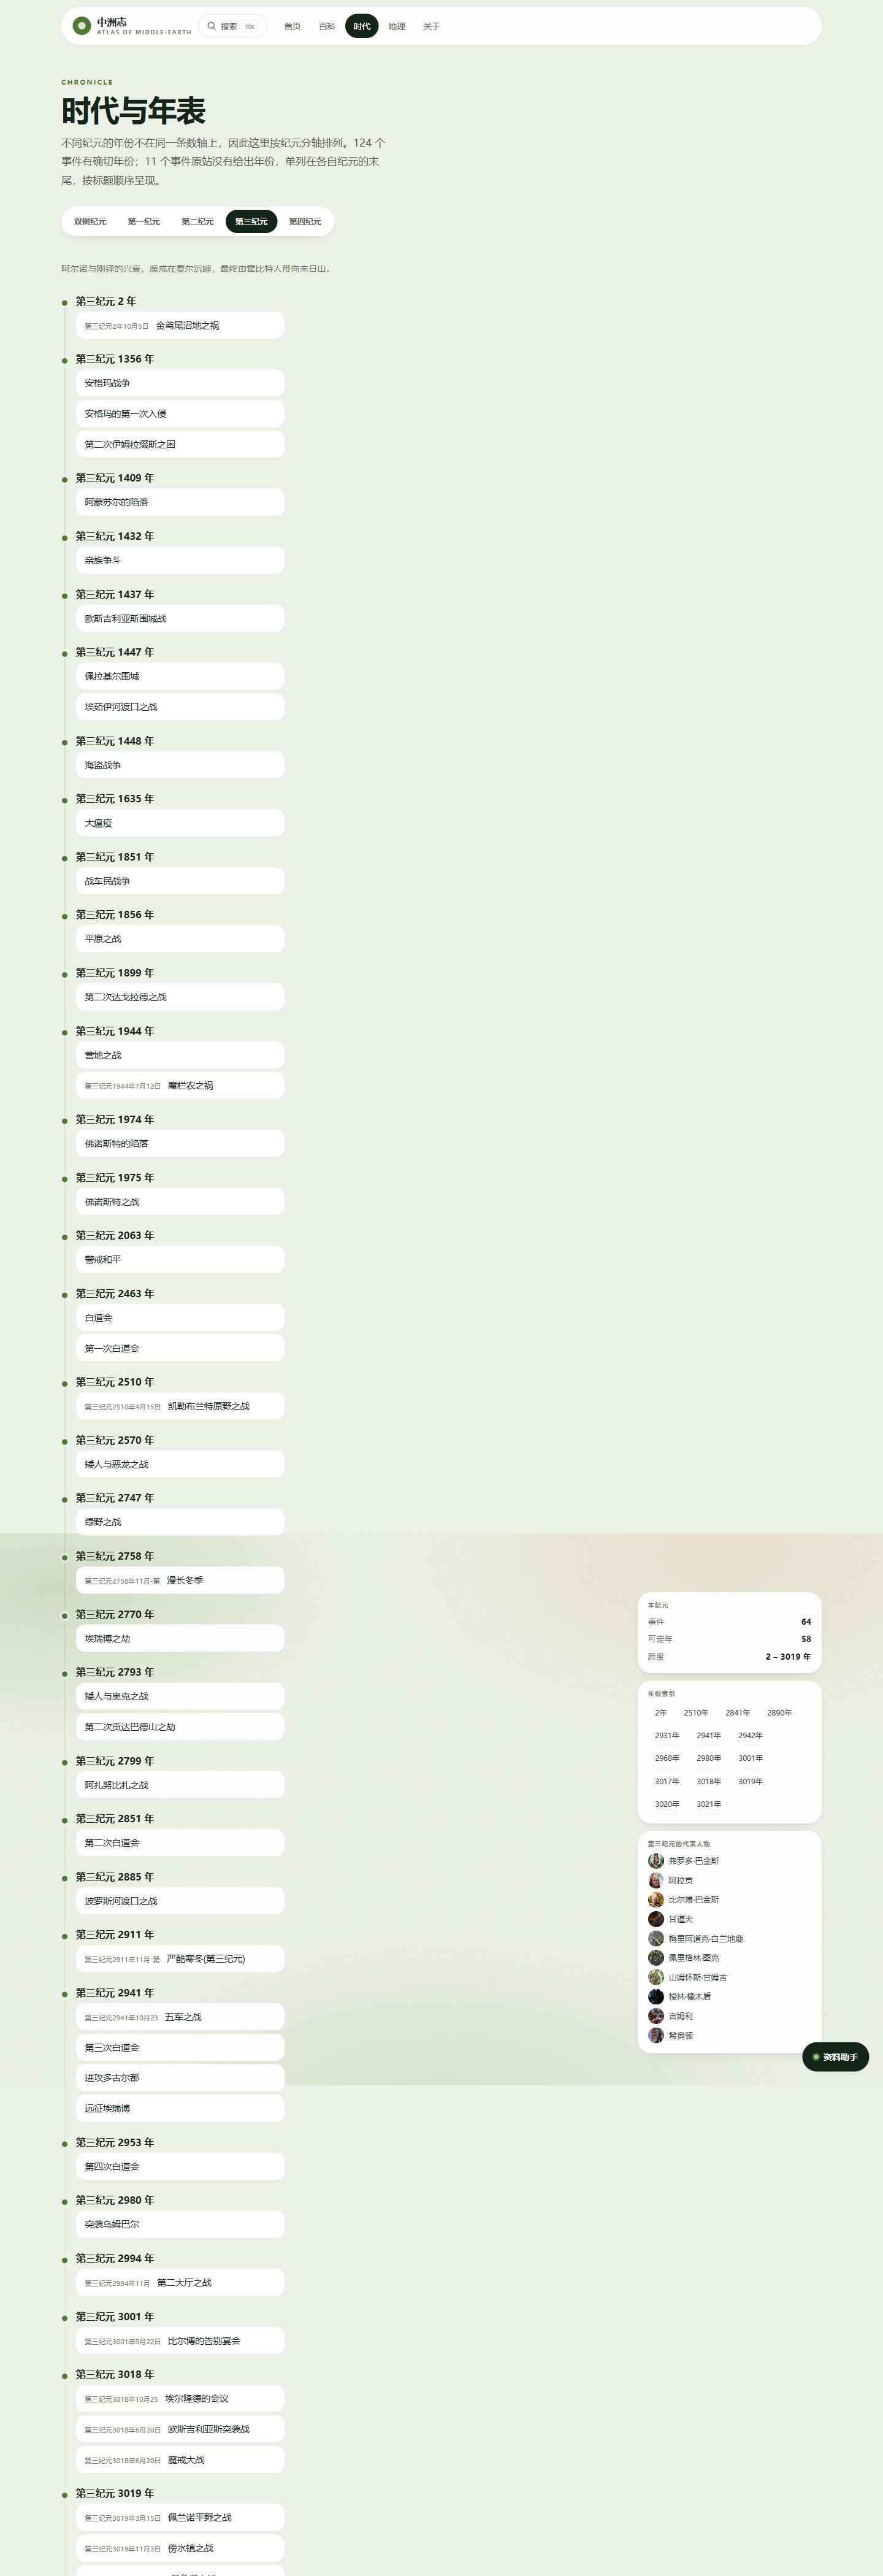 中洲志
ATLAS OF MIDDLE-EARTH
搜索 ⌘K
首页 百科 时代 地理 关于
CHRONICLE
时代与年表
不同纪元的年份不在同一条数轴上，因此这里按纪元分轴排列。124 个
事件有确切年份；11 个事件原站没有给出年份，单列在各自纪元的末
尾，按标题顺序呈现。
双树纪元 第一纪元 第二纪元 第三纪元 第四纪元
阿尔诺与刚铎的兴衰，魔戒在夏尔沉睡，最终由霍比特人带向末日山。
第三纪元 2 年
第三纪元2年10月5日 金鸢尾沼地之祸
第三纪元 1356 年
安格玛战争
安格玛的第一次入侵
第二次伊姆拉缀斯之困
第三纪元 1409 年
阿蒙苏尔的陷落
第三纪元 1432 年
亲族争斗
第三纪元 1437 年
欧斯吉利亚斯围城战
第三纪元 1447 年
佩拉基尔围城
埃茹伊河渡口之战
第三纪元 1448 年
海盗战争
第三纪元 1635 年
大瘟疫
第三纪元 1851 年
战车民战争
第三纪元 1856 年
平原之战
第三纪元 1899 年
第二次达戈拉德之战
第三纪元 1944 年
营地之战
第三纪元1944年7月12日 魔栏农之祸
第三纪元 1974 年
佛诺斯特的陷落
第三纪元 1975 年
佛诺斯特之战
第三纪元 2063 年
警戒和平
第三纪元 2463 年
白道会
第一次白道会
第三纪元 2510 年
第三纪元2510年4月15日 凯勒布兰特原野之战
第三纪元 2570 年
矮人与恶龙之战
第三纪元 2747 年
绿野之战
第三纪元 2758 年
第三纪元2758年11月-第 漫长冬季
第三纪元 2770 年
埃瑞博之劫
第三纪元 2793 年
矮人与奥克之战
第二次贡达巴德山之劫
第三纪元 2799 年
阿扎努比扎之战
第三纪元 2851 年
第二次白道会
第三纪元 2885 年
波罗斯河渡口之战
第三纪元 2911 年
第三纪元2911年11月-第 严酷寒冬(第三纪元)
第三纪元 2941 年
第三纪元2941年10月23 五军之战
第三次白道会
进攻多古尔都
远征埃瑞博
第三纪元 2953 年
第四次白道会
第三纪元 2980 年
突袭乌姆巴尔
第三纪元 2994 年
第三纪元2994年11月 第二大厅之战
第三纪元 3001 年
第三纪元3001年9月22日 比尔博的告别宴会
第三纪元 3018 年
第三纪元3018年10月25 埃尔隆德的会议
第三纪元3018年6月20日 欧斯吉利亚斯突袭战
第三纪元3018年6月20日 魔戒大战
第三纪元 3019 年
第三纪元3019年3月15日 佩兰诺平野之战
第三纪元3019年11月3日 傍水镇之战
本纪元
事件 64
可定年 58
跨度 2 – 3019 年
年份索引
2年 2510年 2841年 2890年
2931年 2941年 2942年
2968年 2980年 3001年
3017年 3018年 3019年
3020年 3021年
第三纪元的代表人物
弗罗多·巴金斯
阿拉贡
比尔博·巴金斯
甘道夫
梅里阿道克·白兰地鹿
佩里格林·图克
山姆怀斯·甘姆吉
梭林·橡木盾
吉姆利
希奥顿
资料助手